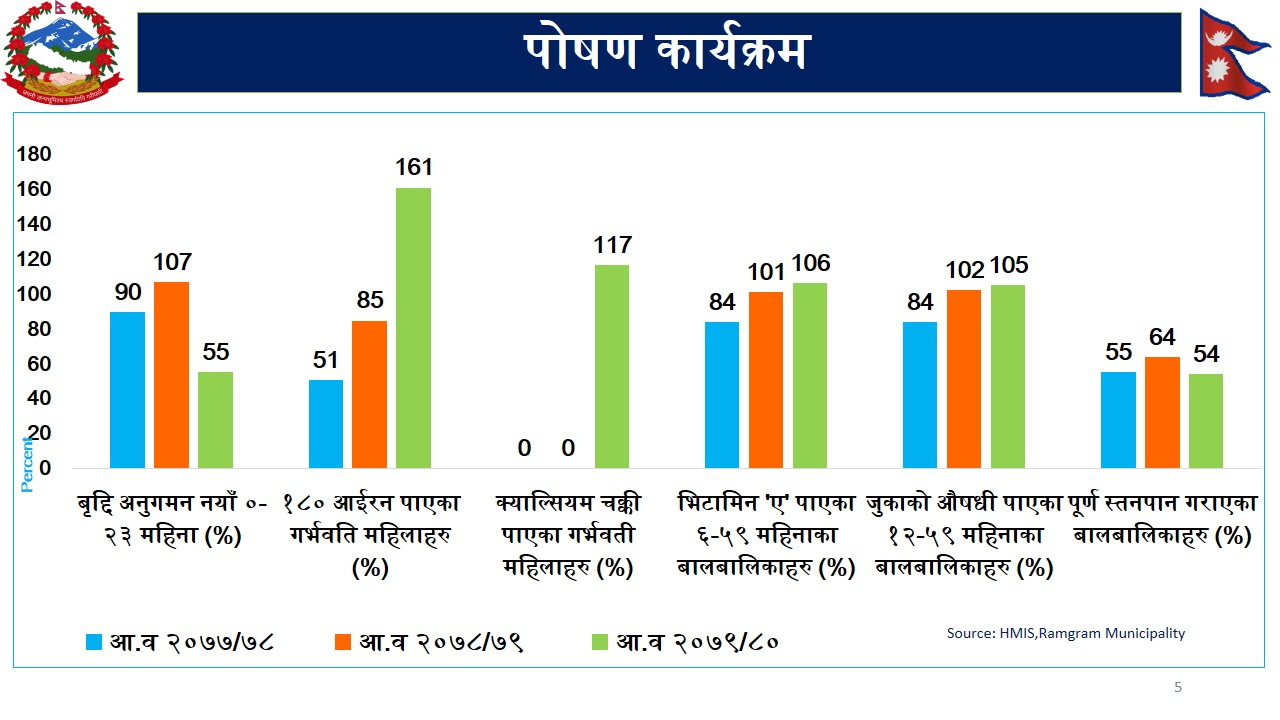 पोषण कार्यक्रम
180
160
140
120
100
80
60
40
20
0
Percent
90
107
55
51
85
161
0
0
117
84
101
106
84
102
105
55
64
54
बृद्दि अनुगमन नयाँ ०-
२३ महिना (%)
१८० आईरन पाएका
गर्भवति महिलाहरु
(%)
क्याल्सियम चक्की
पाएका गर्भवती
महिलाहरु (%)
भिटामिन 'ए' पाएका
६-५९ महिनाका
बालबालिकाहरु (%)
जुकाको औषधी पाएका
१२-५९ महिनाका
बालबालिकाहरु (%)
पूर्ण स्तनपान गराएका
बालबालिकाहरु (%)
आ.व २०७७/७८
आ.व २०७८/७९
आ.व २०७९/८०
Source: HMIS,Ramgram Municipality
5